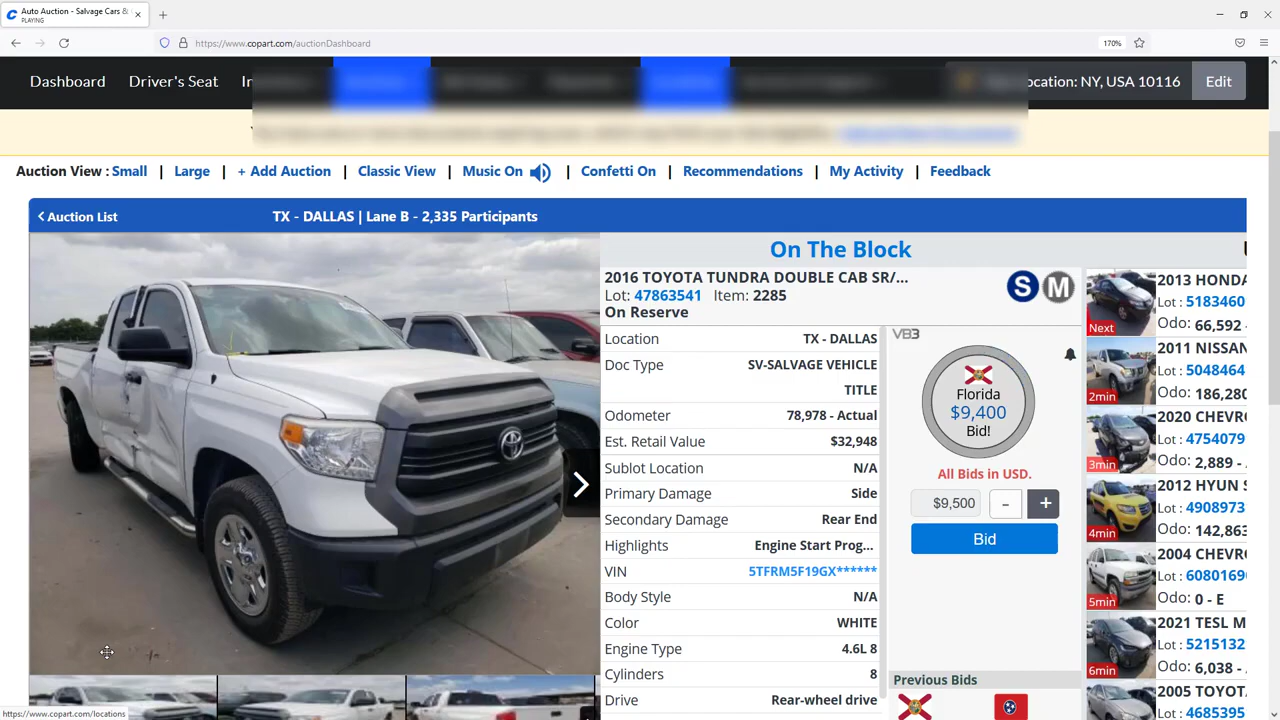 Auto Auction - Salvage Cars &
PLAYING
https://www.copart.com/auctionDashboard
170%
Dashboard
Driver's Seat
Location: NY, USA 10116
Edit
Auction View : Small | Large | + Add Auction | Classic View | Music On | Confetti On | Recommendations | My Activity | Feedback
Auction List
TX - DALLAS | Lane B - 2,335 Participants
On The Block
2016 TOYOTA TUNDRA DOUBLE CAB SR/...
Lot: 47863541 Item: 2285
On Reserve
S M
Location TX - DALLAS
Doc Type SV-SALVAGE VEHICLE
TITLE
Odometer 78,978 - Actual
Est. Retail Value $32,948
Sublot Location N/A
Primary Damage Side
Secondary Damage Rear End
Highlights Engine Start Prog...
VIN 5TFRM5F19GX******
Body Style N/A
Color WHITE
Engine Type 4.6L 8
Cylinders 8
Drive Rear-wheel drive
VB3
Florida
$9,400
Bid!
All Bids in USD.
$9,500 - +
Bid
Previous Bids
2013 HONDA
Lot : 5183460
Next
Odo: 66,592
2011 NISSAN
Lot : 5048464
2min
Odo: 186,280
2020 CHEVR
Lot : 4754079
3min
Odo: 2,889 -
2012 HYUN S
Lot : 4908973
4min
Odo: 142,863
2004 CHEVR
Lot : 6080169
5min
Odo: 0 - E
2021 TESL M
Lot : 5215132
6min
Odo: 6,038 -
2005 TOYOT
Lot : 4685395
https://www.copart.com/locations